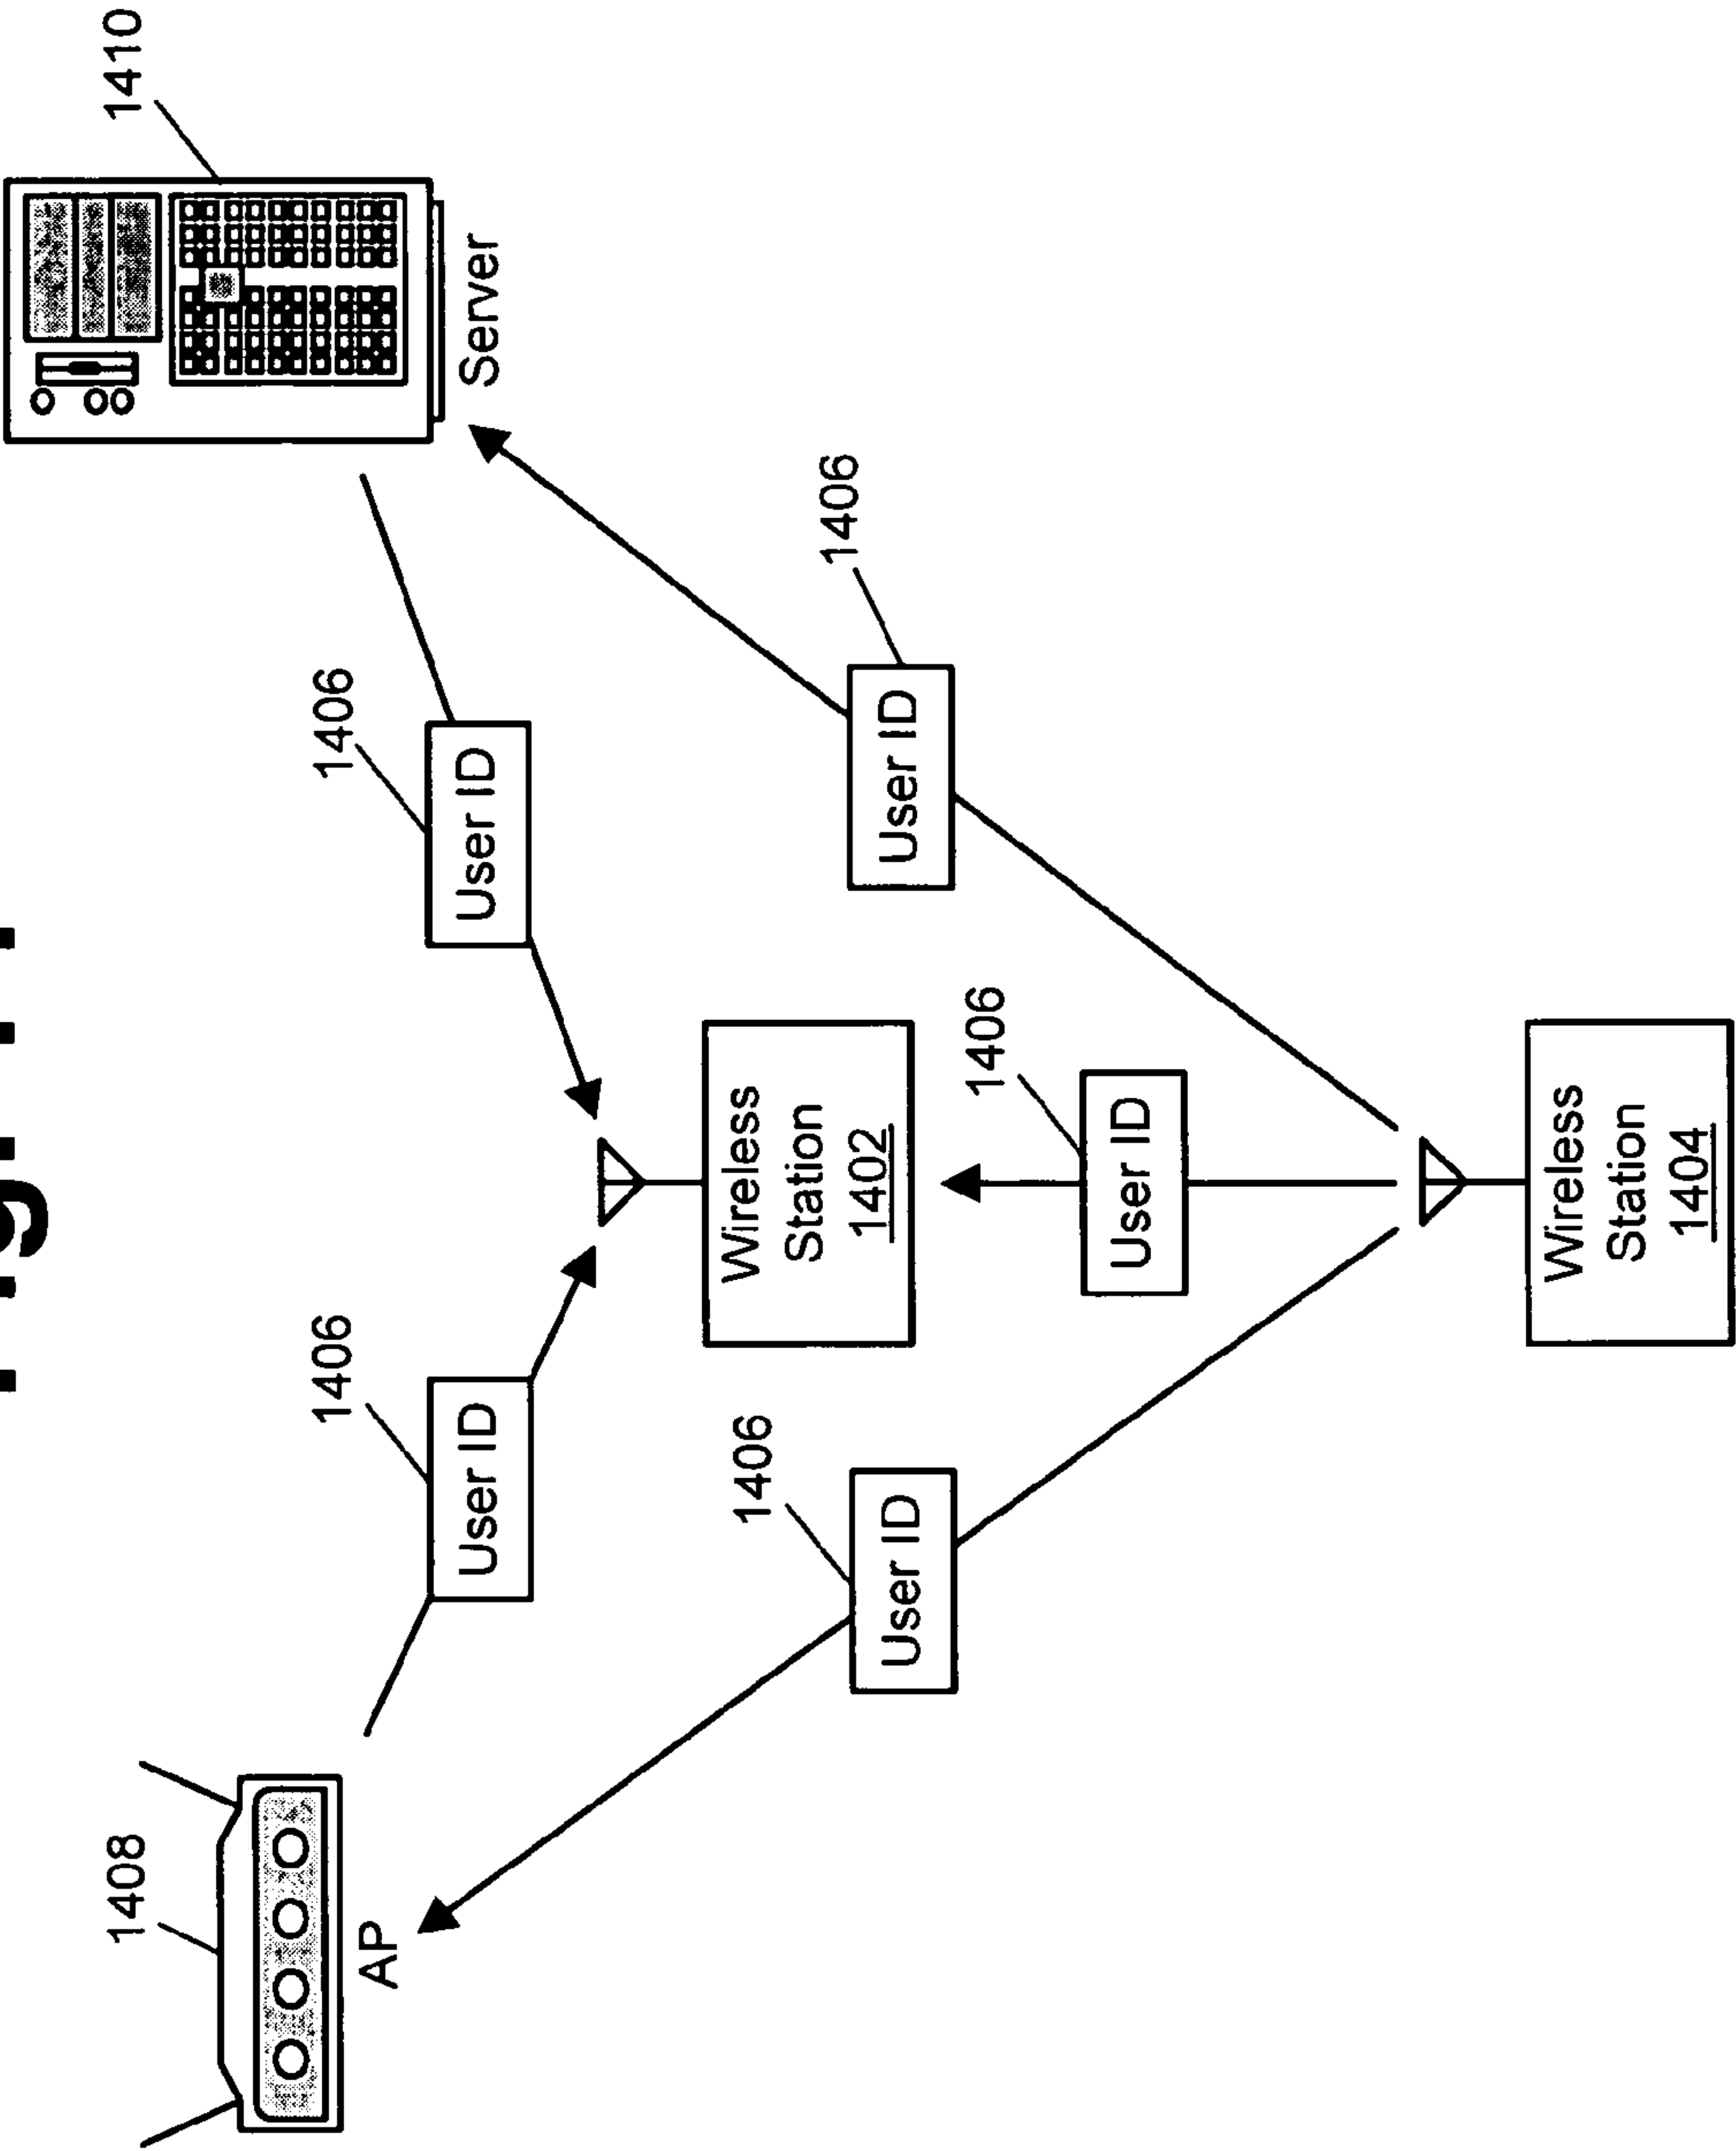 1408
1410
AP
Server
1406
1406
User ID
User ID
Wireless
Station
1402
1406
1406
User ID
User ID
1406
User ID
Wireless
Station
1404